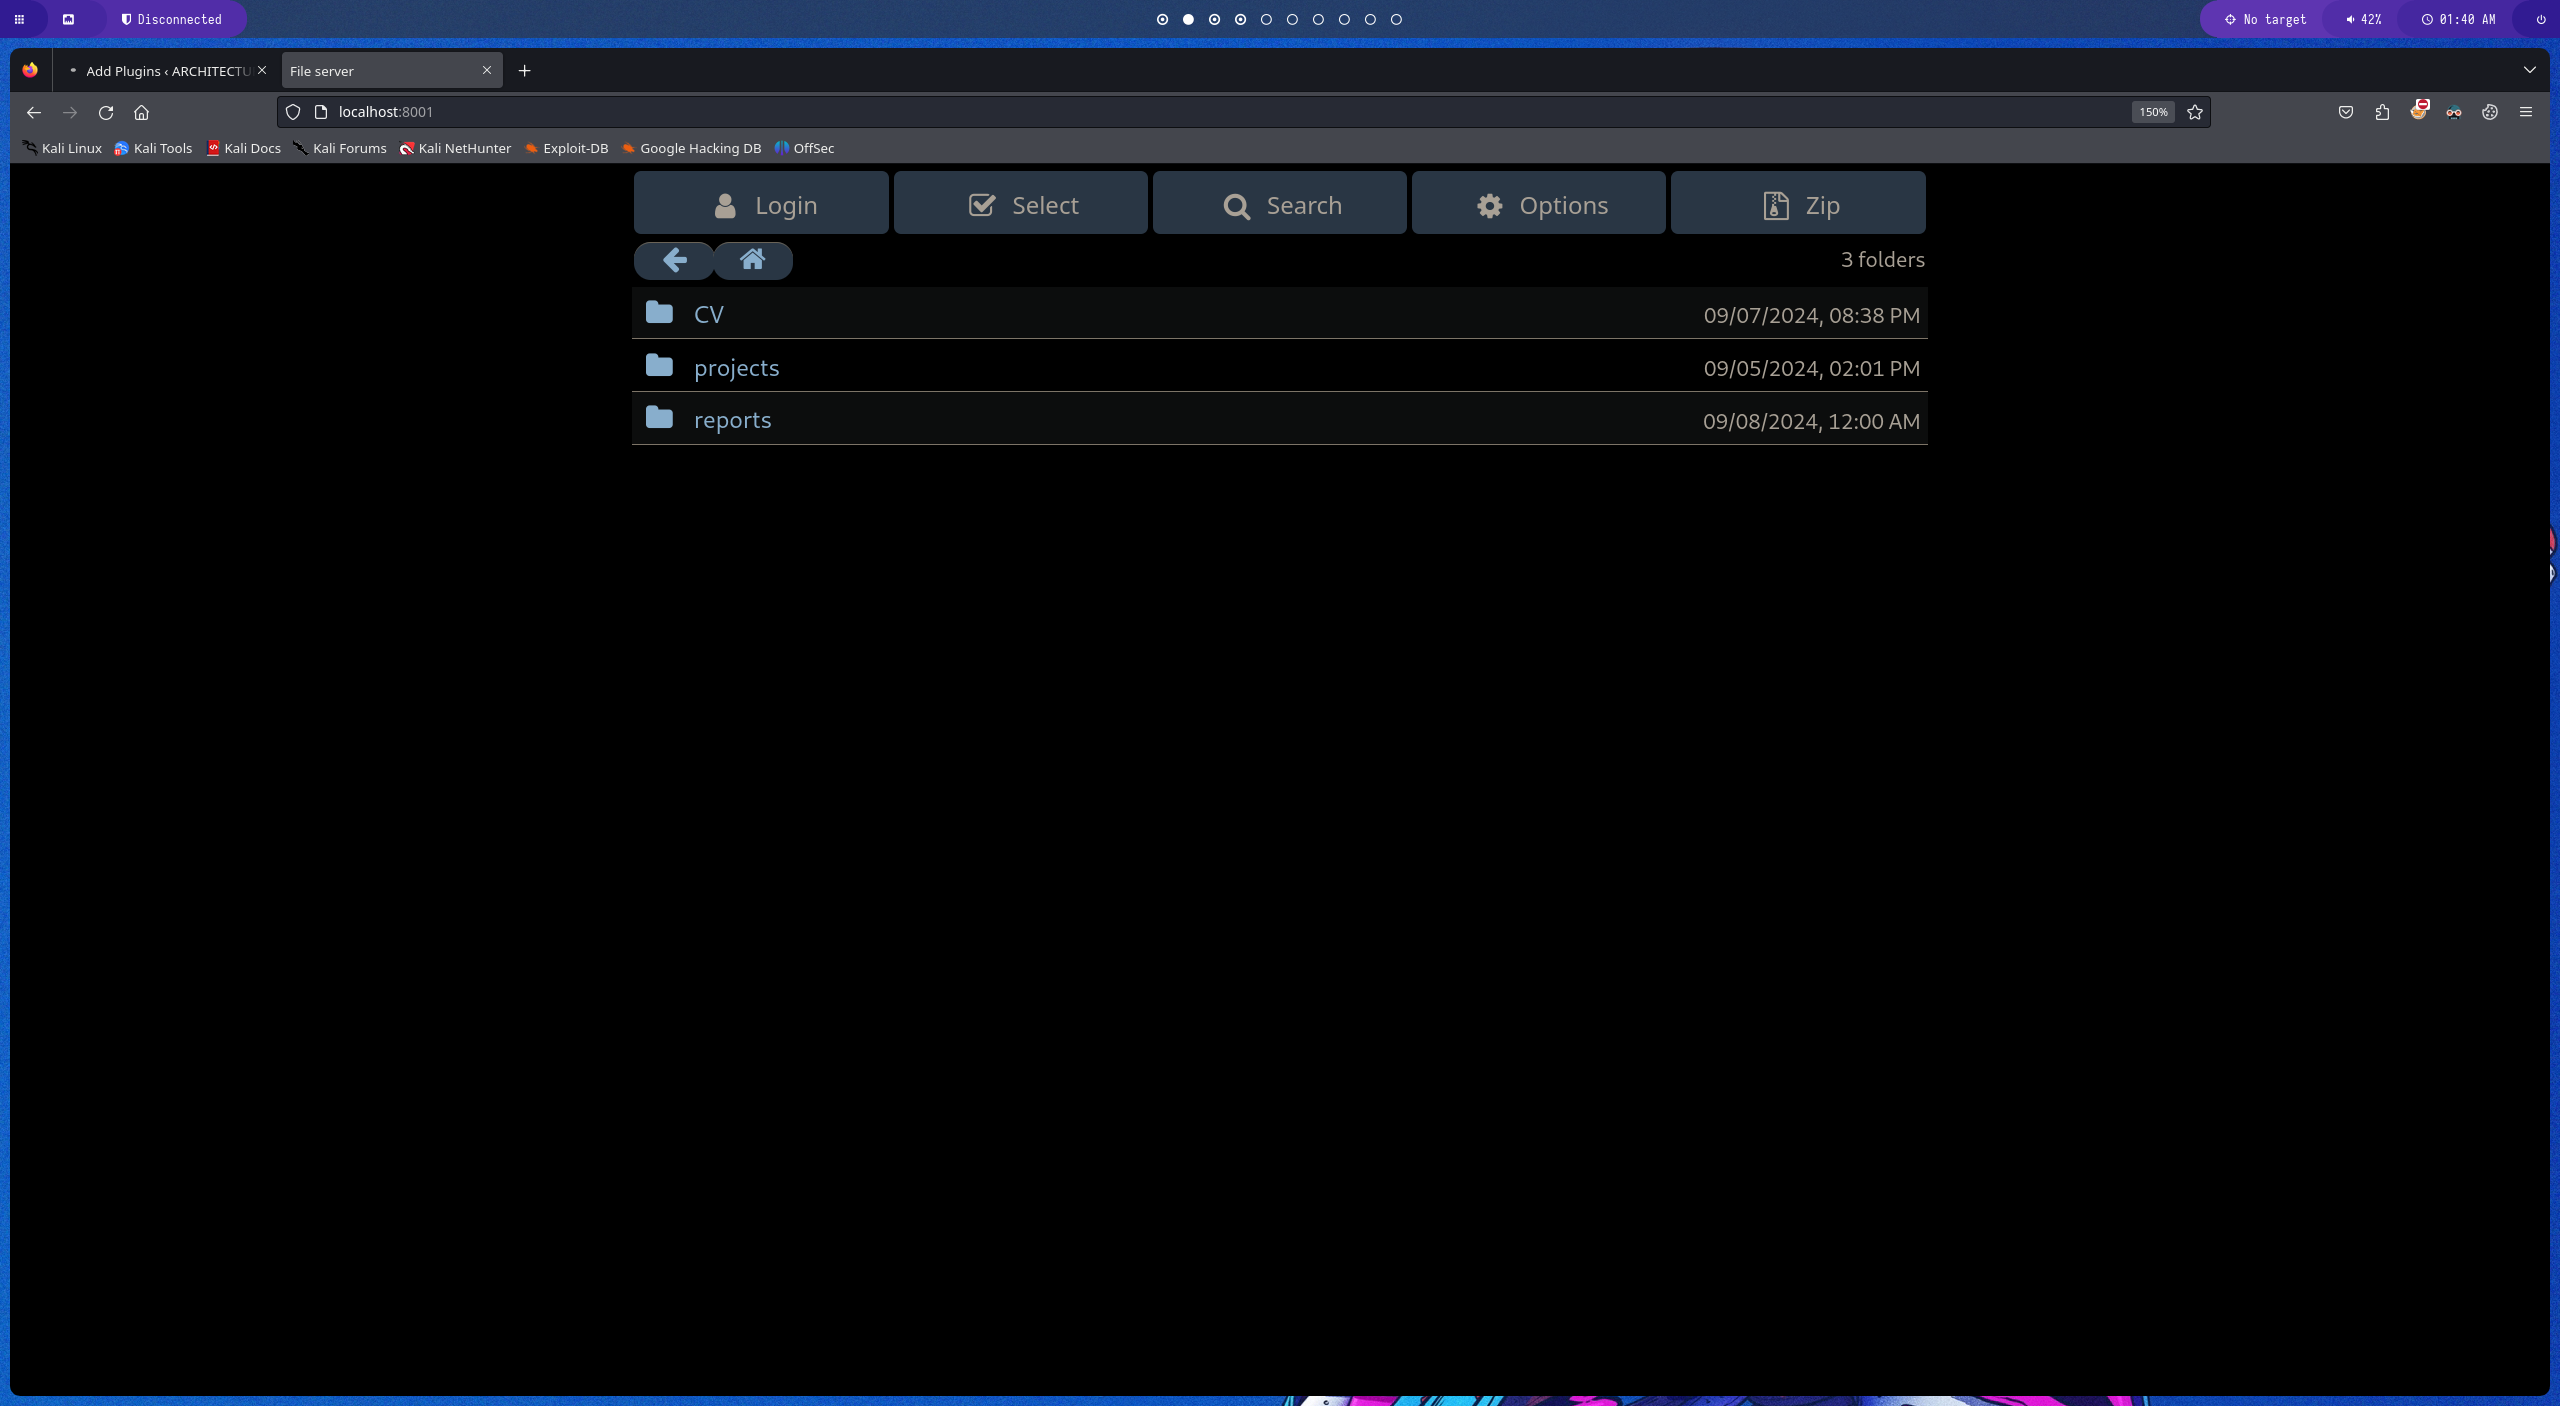 Disconnected
No target 42% 01:40 AM
Add Plugins ‹ ARCHITECTU
File server
localhost:8001 150%
Kali Linux Kali Tools Kali Docs Kali Forums Kali NetHunter Exploit-DB Google Hacking DB OffSec
Login Select Search Options Zip
3 folders
CV 09/07/2024, 08:38 PM
projects 09/05/2024, 02:01 PM
reports 09/08/2024, 12:00 AM